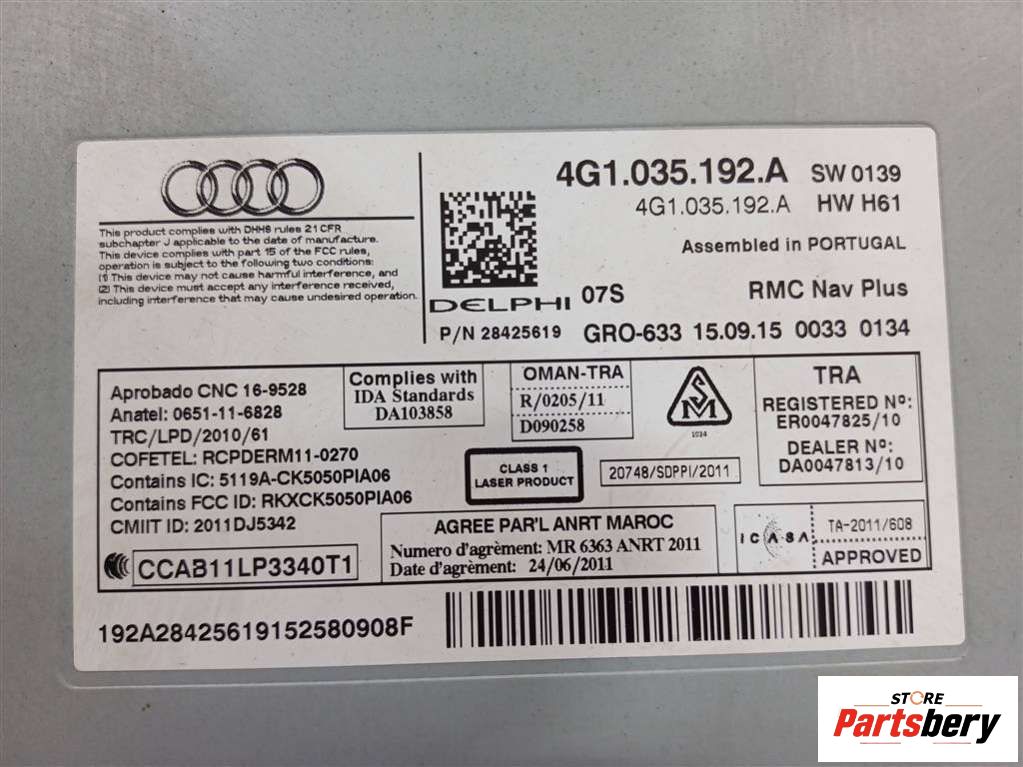 This product complies with DHHS rules 21 CFR
subchapter J applicable to the date of manufacture.
This device complies with part 15 of the FCC rules,
operation is subject to the following two conditions:
(1) This device may not cause harmful interference, and
(2) This device must accept any interference received,
including interference that may cause undesired operation.
4G1.035.192.A SW 0139
4G1.035.192.A HW H61
Assembled in PORTUGAL
DELPHI 07S RMC Nav Plus
P/N 28425619 GRO-633 15.09.15 0033 0134
Aprobado CNC 16-9528
Anatel: 0651-11-6828
TRC/LPD/2010/61
COFETEL: RCPDERM11-0270
Contains IC: 5119A-CK5050PIA06
Contains FCC ID: RKXCK5050PIA06
CMIIT ID: 2011DJ5342
CCAB11LP3340T1
Complies with
IDA Standards
DA103858
OMAN-TRA
R/0205/11
D090258
CLASS 1
LASER PRODUCT
1034
20748/SDPPI/2011
TRA
REGISTERED Nº:
ER0047825/10
DEALER Nº:
DA0047813/10
AGREE PAR'L ANRT MAROC
Numero d'agrèment: MR 6363 ANRT 2011
Date d'agrèment: 24/06/2011
ICASA
TA-2011/608
APPROVED
192A28425619152580908F
STORE
Partsbery